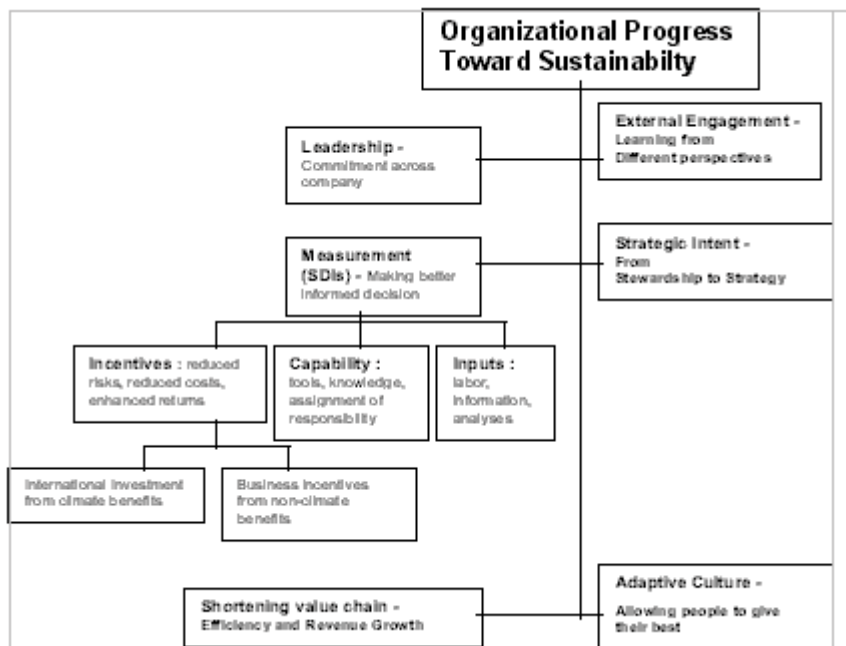 Organizational Progress
Toward Sustainabilty
External Engagement -
Learning from
Different perspectives
Leadership -
Commitment across
company
Strategic Intent -
From
Stewardship to Strategy
Measurement
(SDIs) - Making better
informed decision
Incentives : reduced
risks, reduced costs,
enhanced returns
Capability :
tools, knowledge,
assignment of
responsibility
Inputs :
labor,
information,
analyses
International investment
from climate benefits
Business incentives
from non-climate
benefits
Adaptive Culture -
Allowing people to give
their best
Shortening value chain -
Efficiency and Revenue Growth